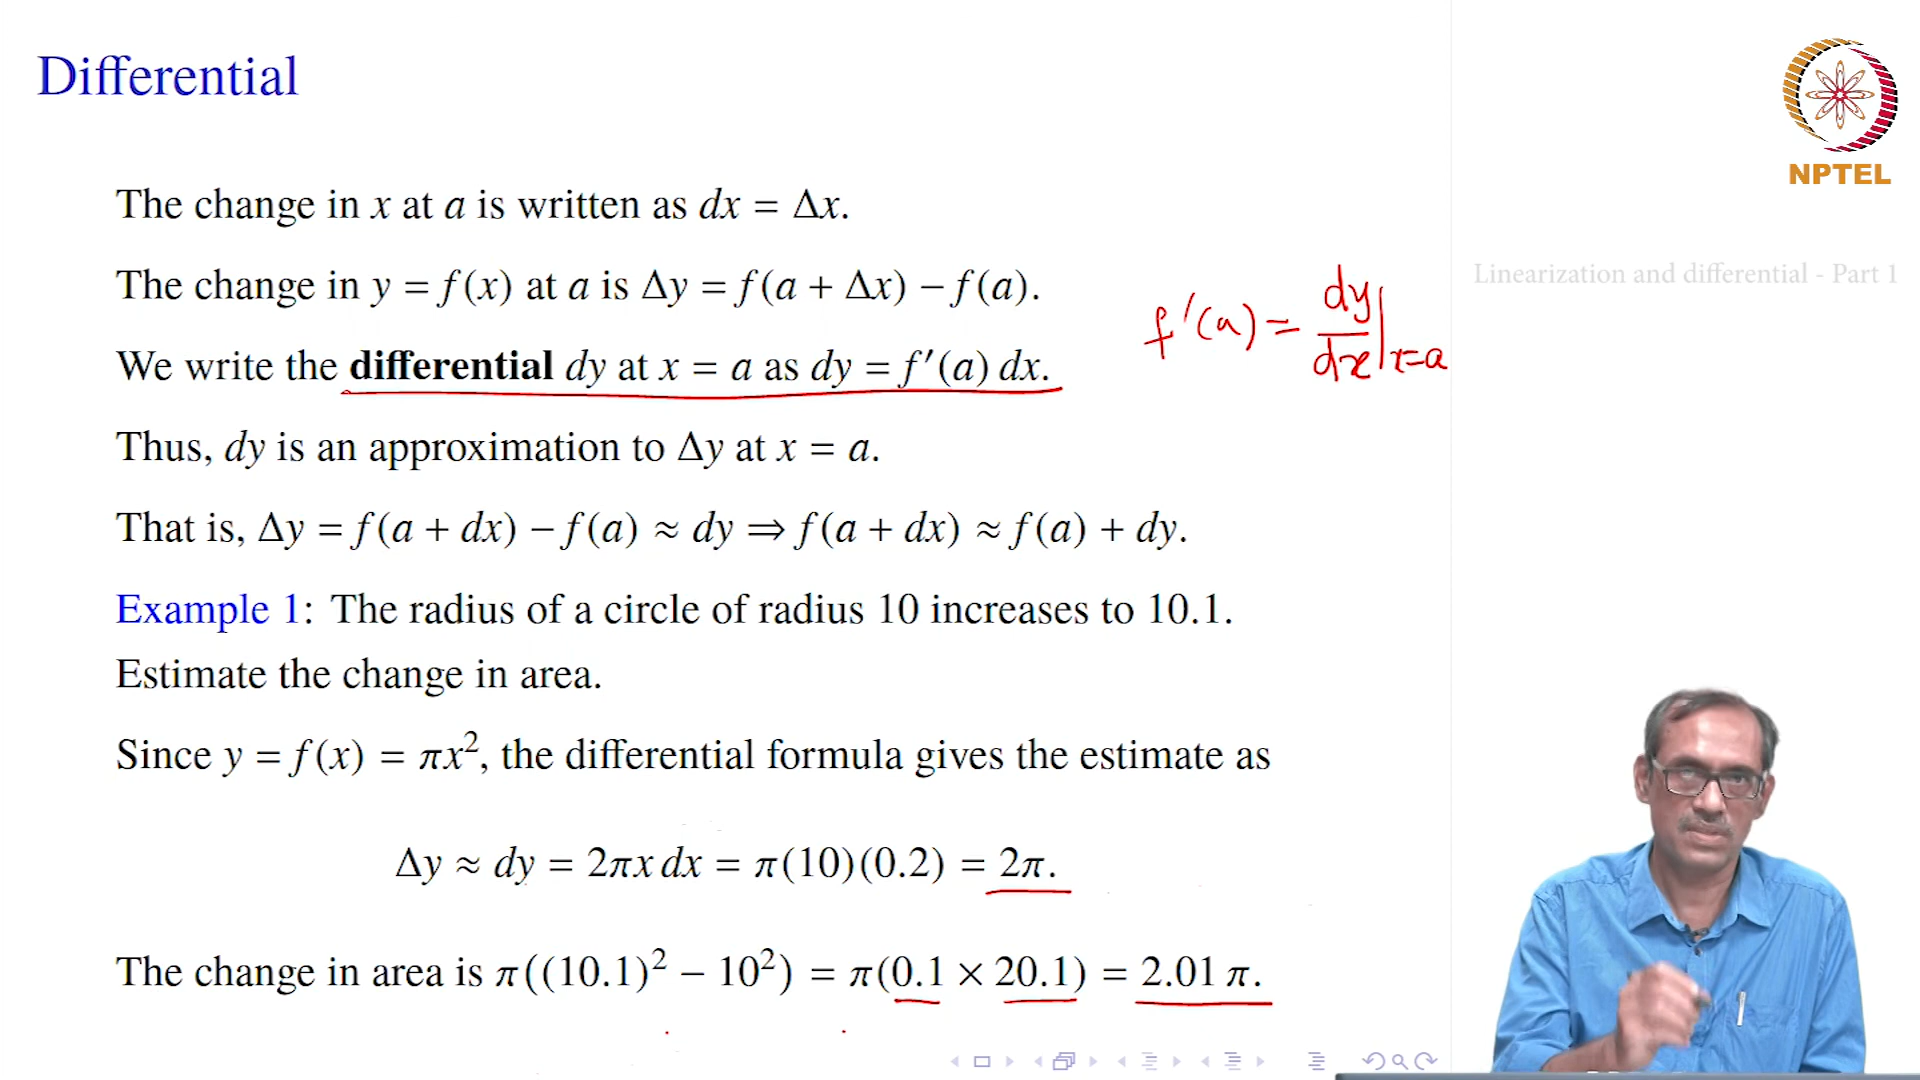 Differential
NPTEL
The change in x at a is written as dx = Δx.
Linearization and differential - Part 1
The change in y = f(x) at a is Δy = f(a + Δx) − f(a).
f′(a) = dy/dx|x=a
We write the differential dy at x = a as dy = f′(a) dx.
Thus, dy is an approximation to Δy at x = a.
That is, Δy = f(a + dx) − f(a) ≈ dy ⇒ f(a + dx) ≈ f(a) + dy.
Example 1: The radius of a circle of radius 10 increases to 10.1.
Estimate the change in area.
Since y = f(x) = πx², the differential formula gives the estimate as
Δy ≈ dy = 2πx dx = π(10)(0.2) = 2π.
The change in area is π((10.1)² − 10²) = π(0.1 × 20.1) = 2.01 π.